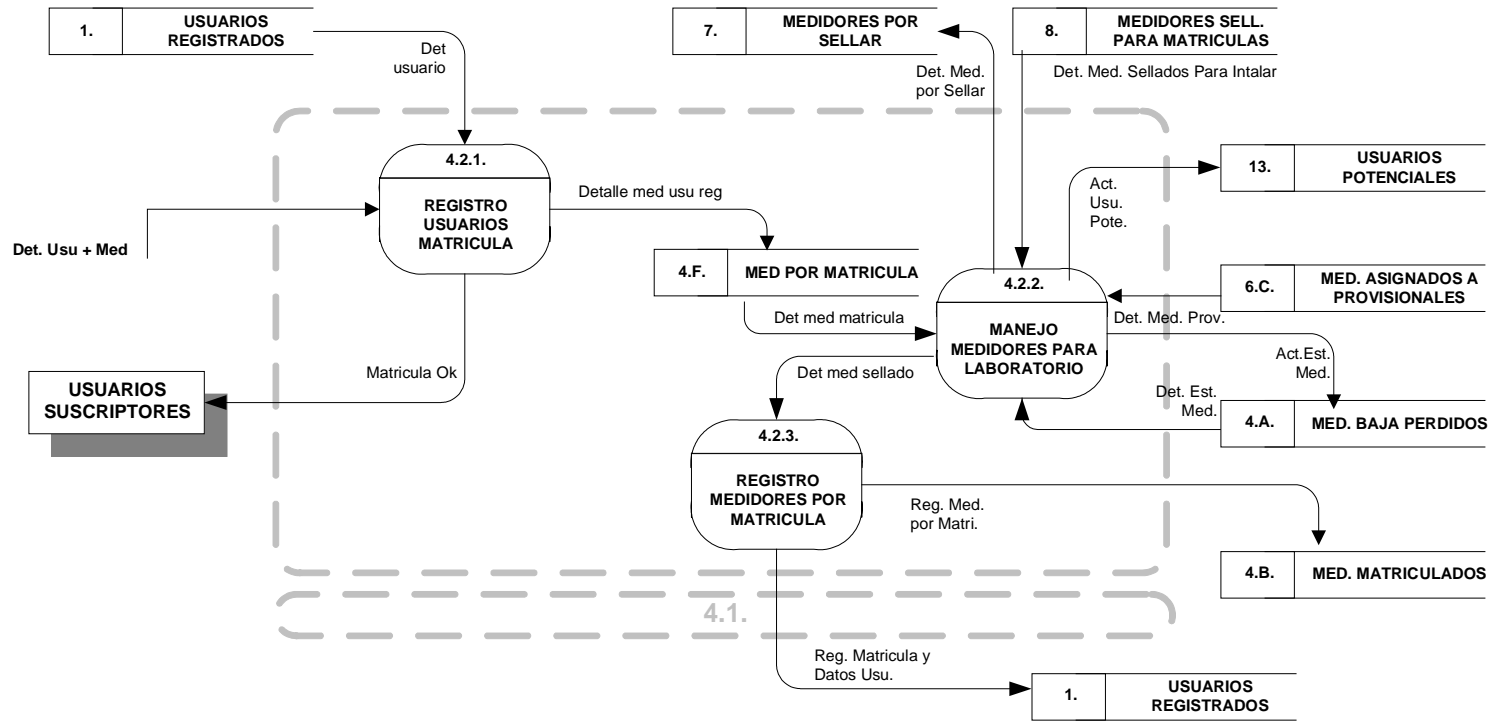 1.
USUARIOS
REGISTRADOS
7.
MEDIDORES POR
SELLAR
8.
MEDIDORES SELL.
PARA MATRICULAS
Det
usuario
Det. Med.
por Sellar
Det. Med. Sellados Para Intalar
4.2.1.
REGISTRO
USUARIOS
MATRICULA
Detalle med usu reg
Act.
Usu.
Pote.
13.
USUARIOS
POTENCIALES
Det. Usu + Med
4.F.
MED POR MATRICULA
4.2.2.
MANEJO
MEDIDORES PARA
LABORATORIO
6.C.
MED. ASIGNADOS A
PROVISIONALES
Det med matricula
Det. Med. Prov.
Act.Est.
Med.
Matricula Ok
Det med sellado
Det. Est.
Med.
USUARIOS
SUSCRIPTORES
4.A.
MED. BAJA PERDIDOS
4.2.3.
REGISTRO
MEDIDORES POR
MATRICULA
Reg. Med.
por Matri.
4.B.
MED. MATRICULADOS
4.1.
Reg. Matricula y
Datos Usu.
1.
USUARIOS
REGISTRADOS